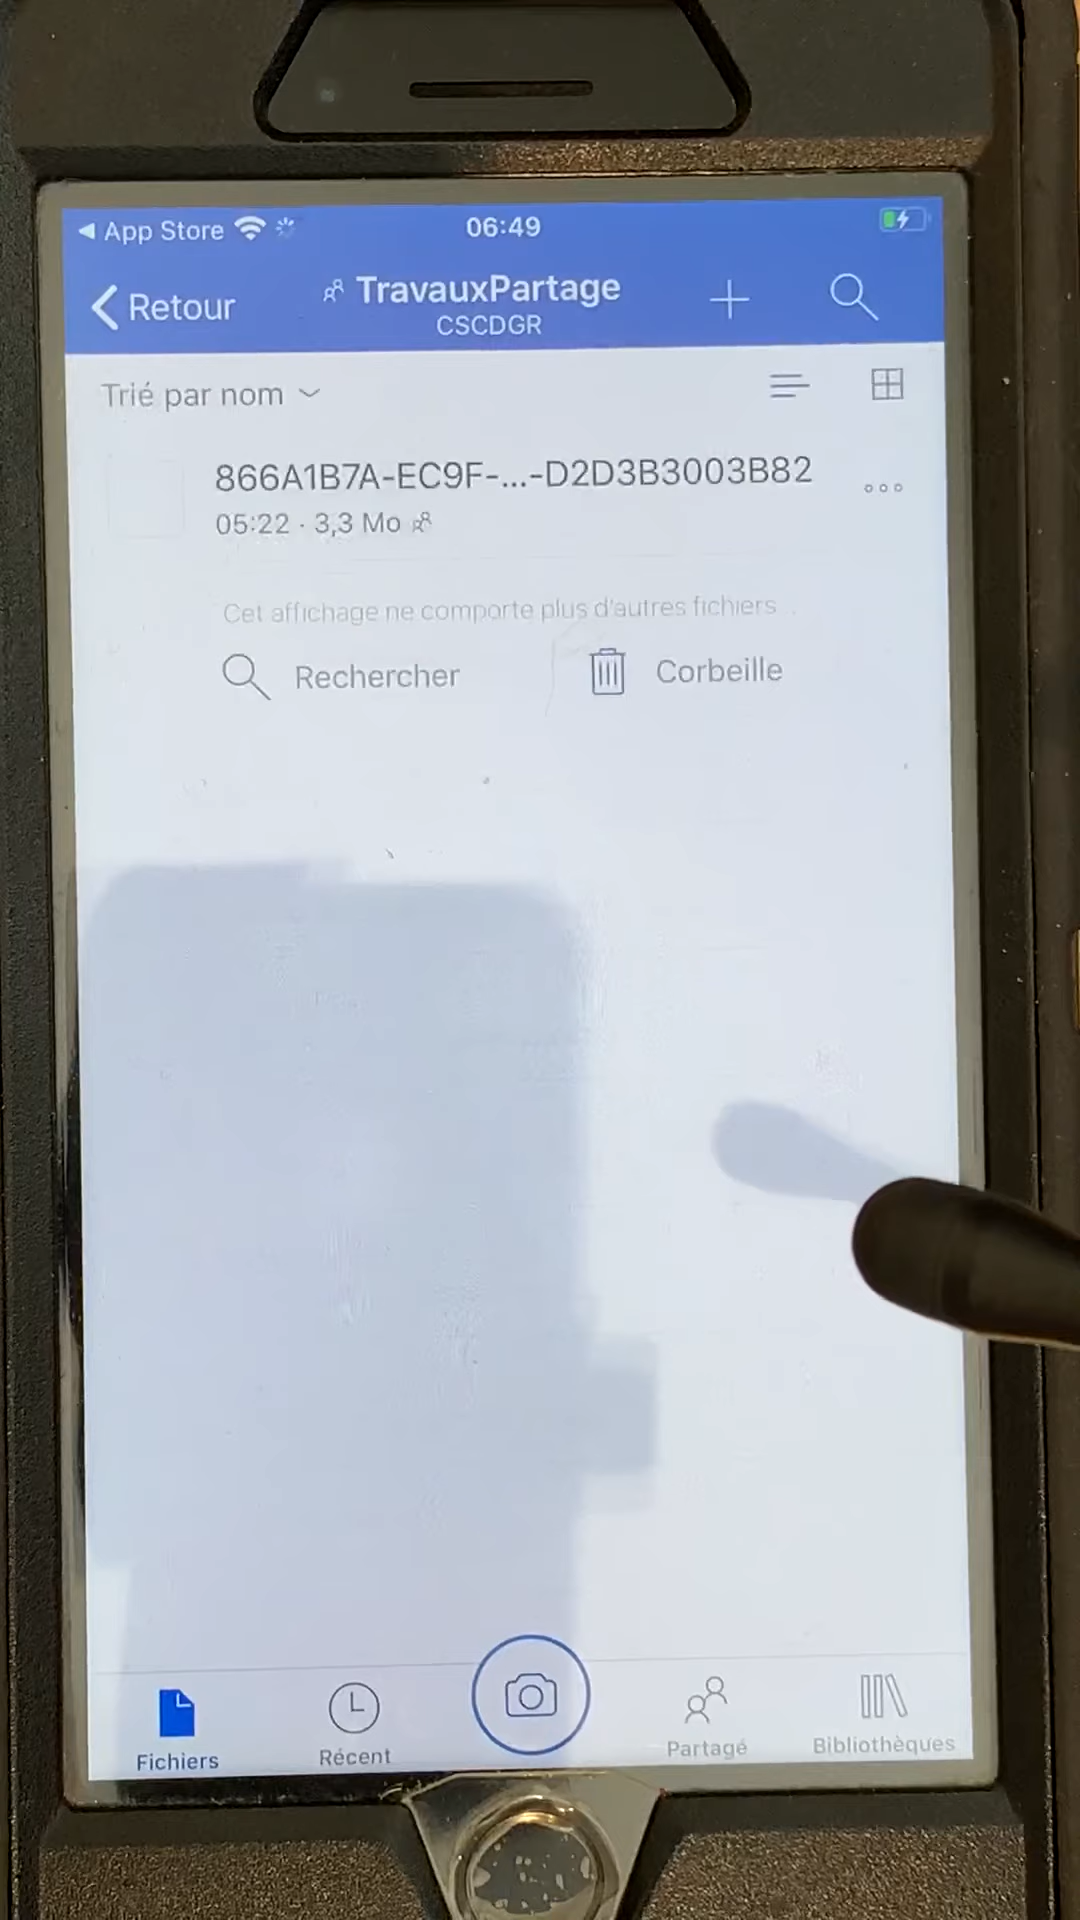 ◀ App Store 06:49
Retour TravauxPartage
CSCDGR
Trié par nom
866A1B7A-EC9F-...-D2D3B3003B82
05:22 · 3,3 Mo
Cet affichage ne comporte plus d'autres fichiers
Rechercher Corbeille
Fichiers Récent Partagé Bibliothèques